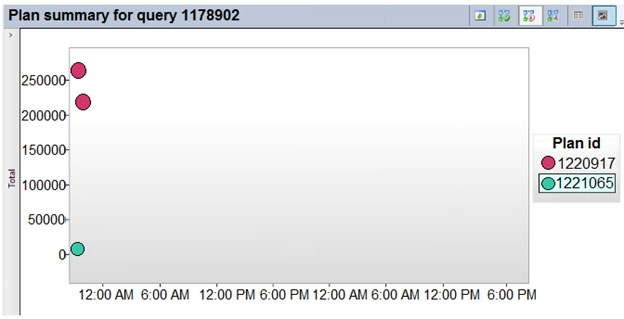 Plan summary for query 1178902
Total
250000
200000
150000
100000
50000
0
12:00 AM 6:00 AM 12:00 PM 6:00 PM 12:00 AM 6:00 AM 12:00 PM 6:00 PM
Plan id
1220917
1221065